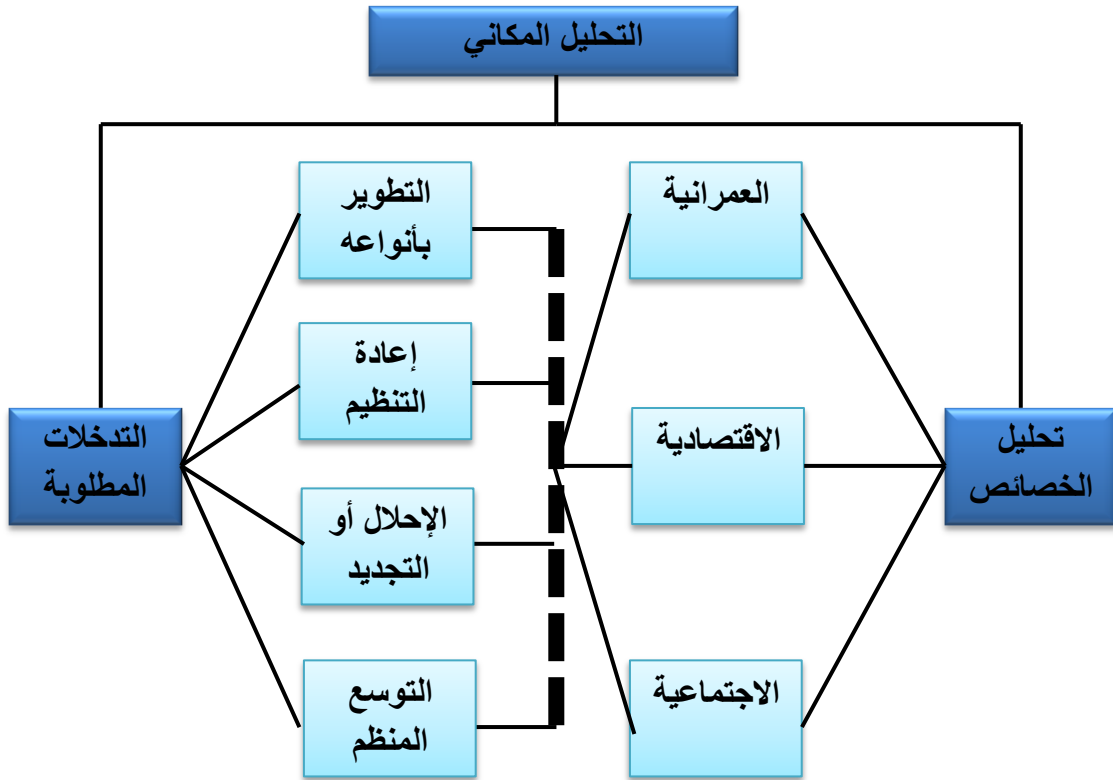 التحليل المكاني
تحليل
الخصائص
العمرانية
الاقتصادية
الاجتماعية
التطوير
بأنواعه
إعادة
التنظيم
الإحلال أو
التجديد
التوسع
المنظم
التدخلات
المطلوبة